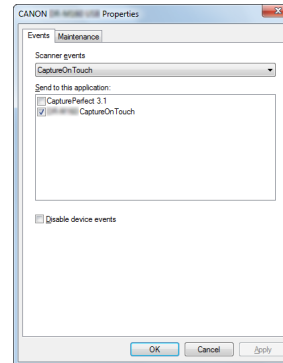 CANON Properties
Events Maintenance
Scanner events
CaptureOnTouch
Send to this application:
CapturePerfect 3.1
CaptureOnTouch
Disable device events
OK Cancel Apply